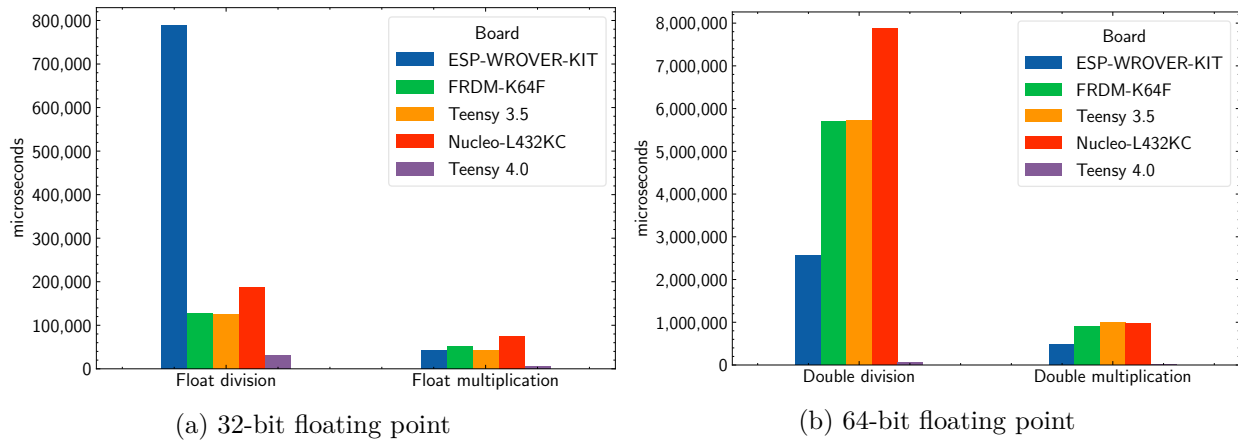 800,000
700,000
600,000
500,000
400,000
300,000
200,000
100,000
0
microseconds
Board
ESP-WROVER-KIT
FRDM-K64F
Teensy 3.5
Nucleo-L432KC
Teensy 4.0
Float division
Float multiplication
(a) 32-bit floating point
8,000,000
7,000,000
6,000,000
5,000,000
4,000,000
3,000,000
2,000,000
1,000,000
0
microseconds
Board
ESP-WROVER-KIT
FRDM-K64F
Teensy 3.5
Nucleo-L432KC
Teensy 4.0
Double division
Double multiplication
(b) 64-bit floating point